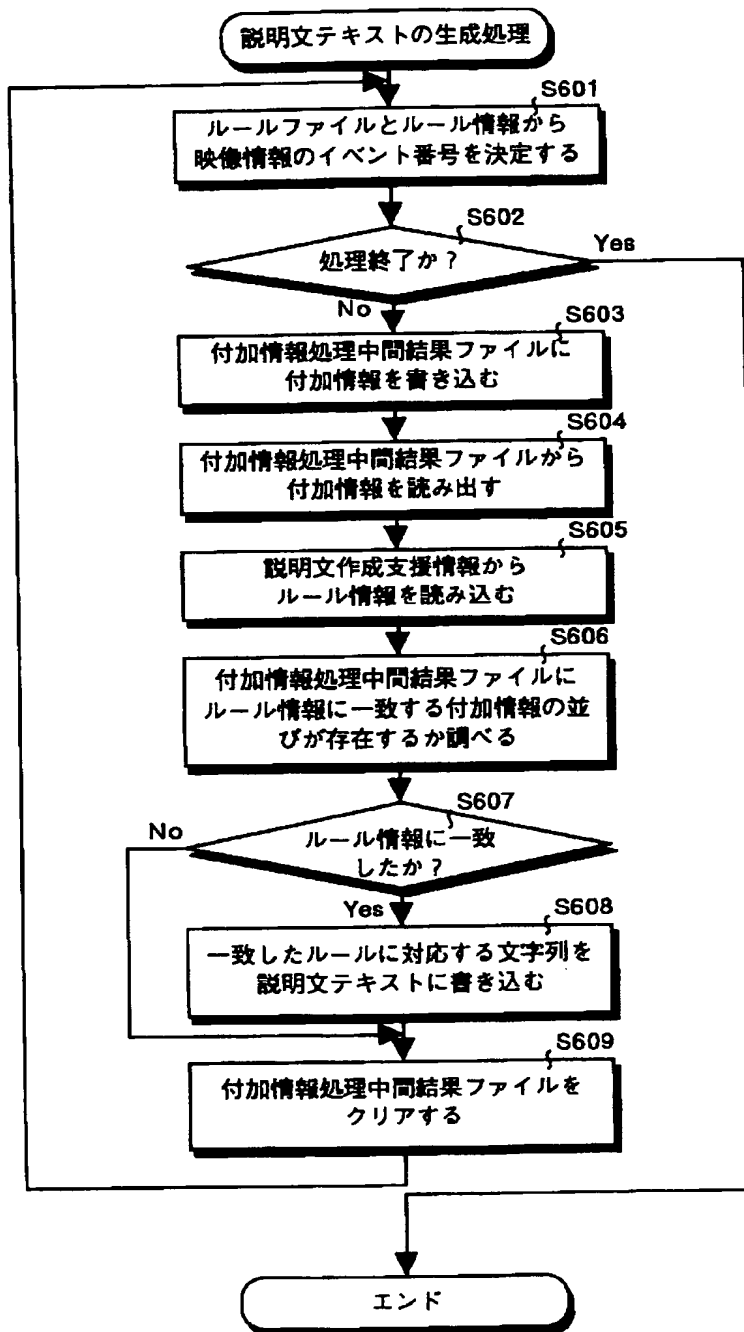 説明文テキストの生成処理
S601
ルールファイルとルール情報から
映像情報のイベント番号を決定する
S602
処理終了か？
Yes
No
S603
付加情報処理中間結果ファイルに
付加情報を書き込む
S604
付加情報処理中間結果ファイルから
付加情報を読み出す
S605
説明文作成支援情報から
ルール情報を読み込む
S606
付加情報処理中間結果ファイルに
ルール情報に一致する付加情報の並
びが存在するか調べる
S607
No
ルール情報に一致
したか？
Yes
S608
一致したルールに対応する文字列を
説明文テキストに書き込む
S609
付加情報処理中間結果ファイルを
クリアする
エンド